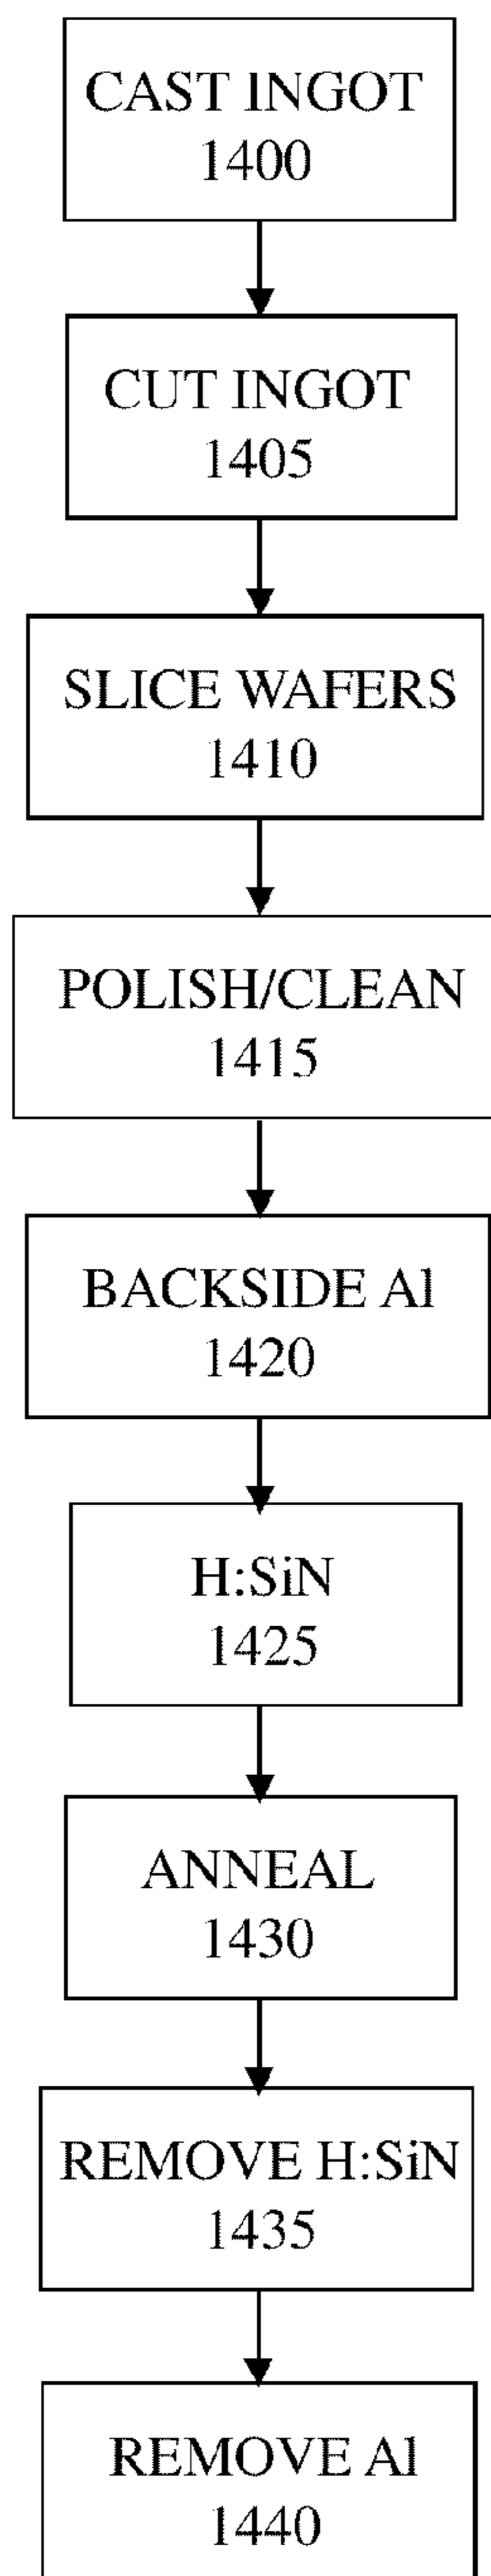 CAST INGOT
1400
CUT INGOT
1405
SLICE WAFERS
1410
POLISH/CLEAN
1415
BACKSIDE Al
1420
H:SiN
1425
ANNEAL
1430
REMOVE H:SiN
1435
REMOVE Al
1440